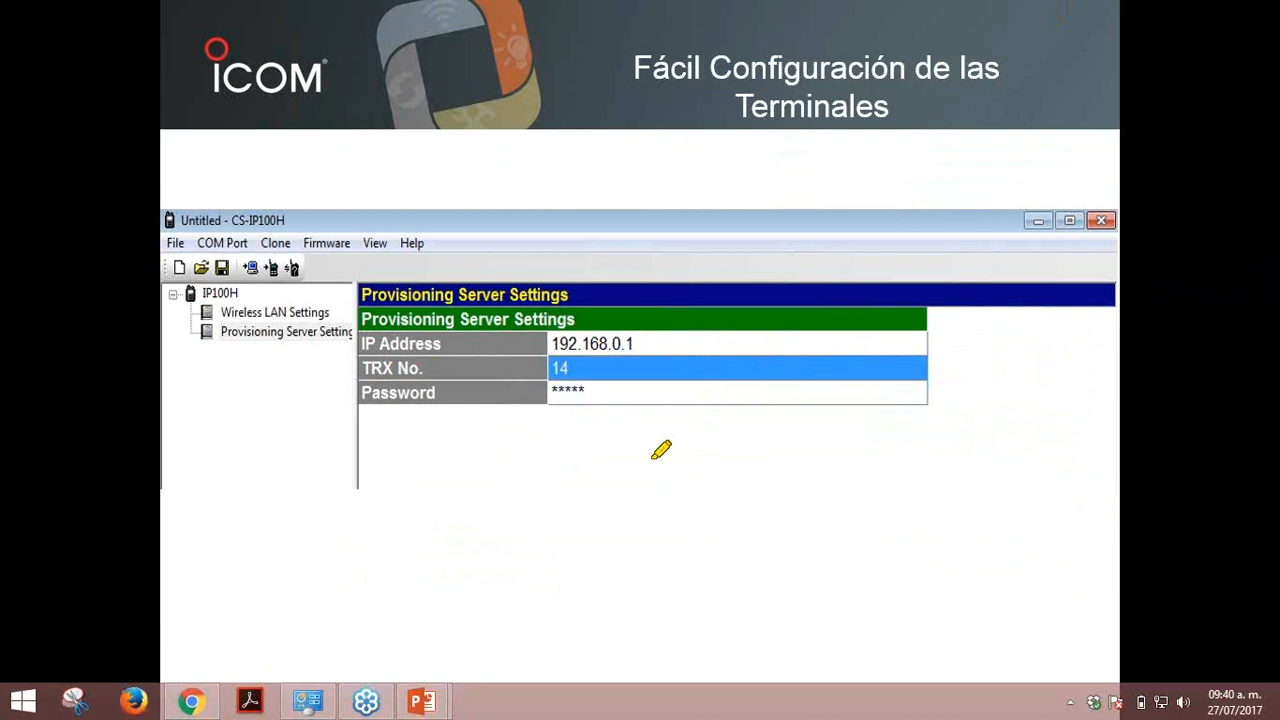 ICOM
Fácil Configuración de las
Terminales
Untitled - CS-IP100H
File COM Port Clone Firmware View Help
IP100H
Wireless LAN Settings
Provisioning Server Setting
Provisioning Server Settings
Provisioning Server Settings
IP Address 192.168.0.1
TRX No. 14
Password *****
09:40 a. m.
27/07/2017